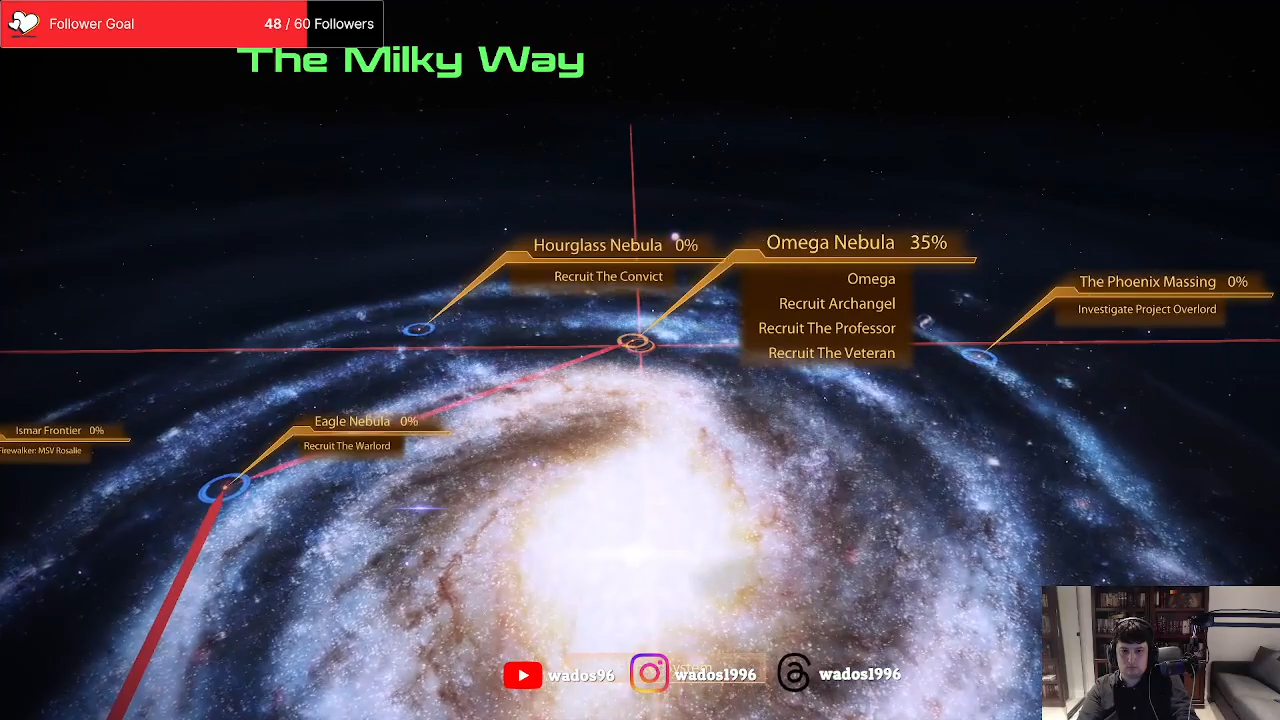 Follower Goal 48 / 60 Followers
The Milky Way
Hourglass Nebula 0%
Recruit The Convict
Omega Nebula 35%
Omega
Recruit Archangel
Recruit The Professor
Recruit The Veteran
The Phoenix Massing 0%
Investigate Project Overlord
Eagle Nebula 0%
Recruit The Warlord
Ismar Frontier 0%
Firewalker: MSV Rosalie
wados96
wados1996
wados1996